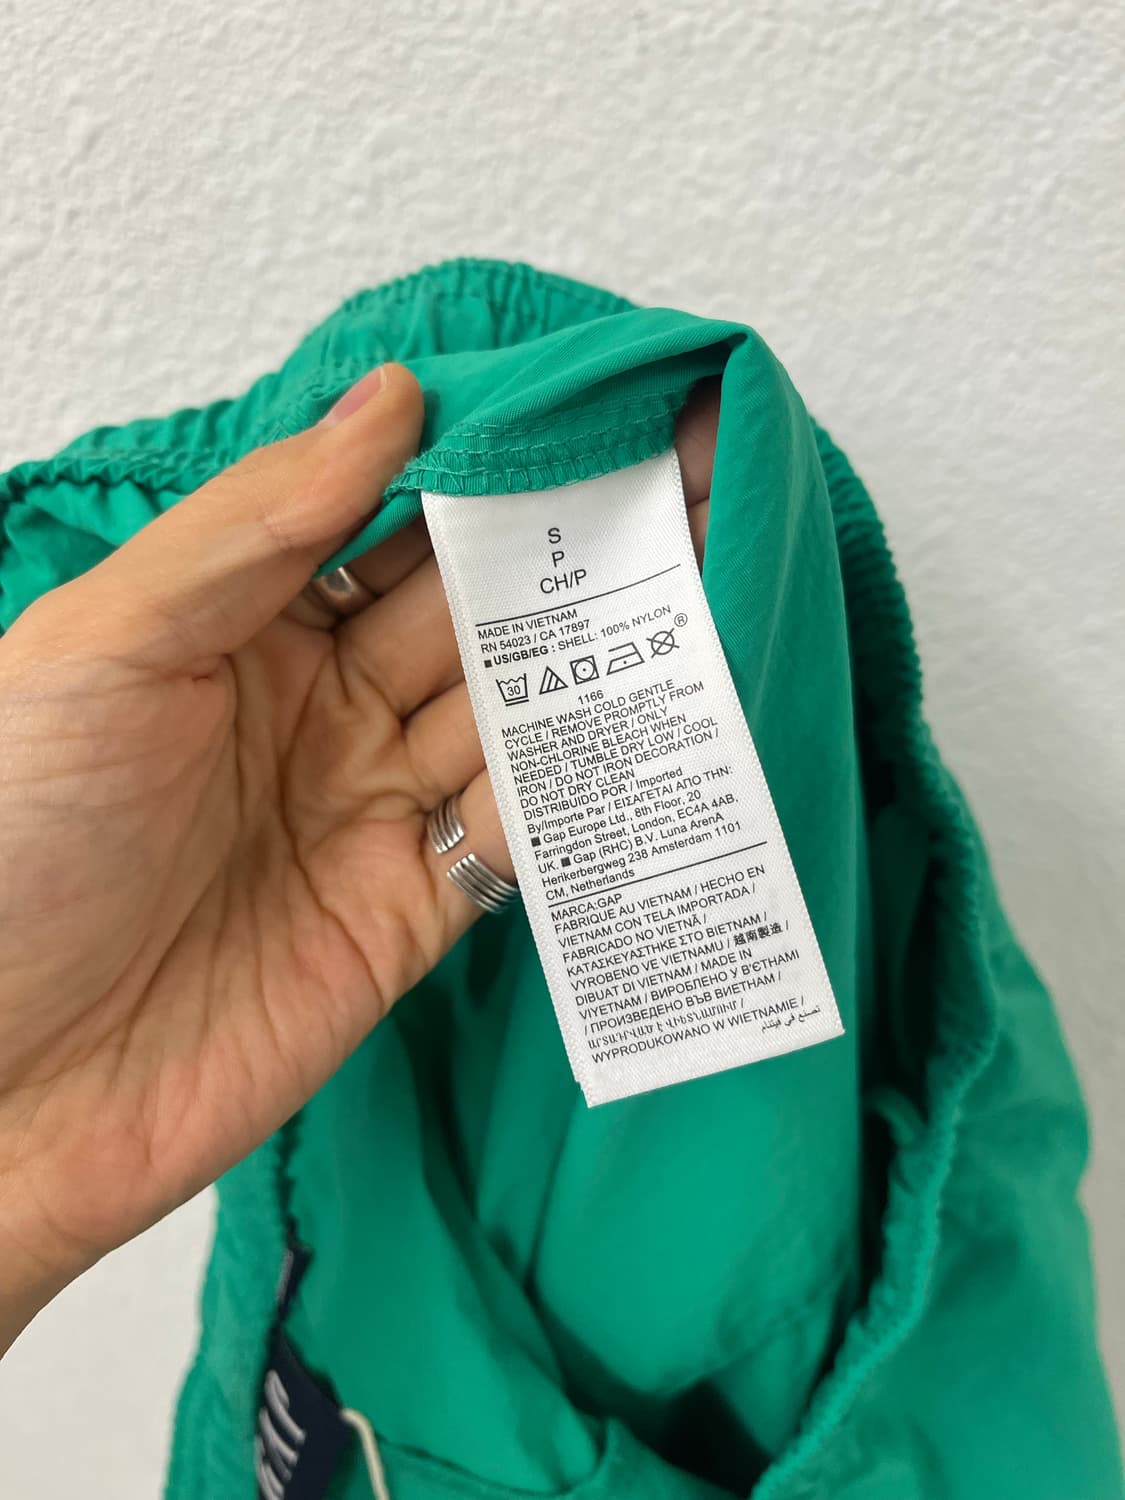 S
P
CH/P
MADE IN VIETNAM
RN 54023 / CA 17897
■ US/GB/EG : SHELL: 100% NYLON
30
®
1166
MACHINE WASH COLD GENTLE
CYCLE / REMOVE PROMPTLY FROM
WASHER AND DRYER / ONLY
NON-CHLORINE BLEACH WHEN
NEEDED / TUMBLE DRY LOW / COOL
IRON / DO NOT IRON DECORATION /
DO NOT DRY CLEAN
DISTRIBUIDO POR / Imported
By/Importe Par / ΕΙΣΑΓΕΤΑΙ ΑΠΟ ΤΗΝ:
■ Gap Europe Ltd., 8th Floor, 20
Farringdon Street, London, EC4A 4AB,
UK. ■ Gap (RHC) B.V. Luna ArenA
Herikerbergweg 238 Amsterdam 1101
CM, Netherlands
MARCA:GAP
FABRIQUE AU VIETNAM / HECHO EN
VIETNAM CON TELA IMPORTADA /
FABRICADO NO VIETNÃ /
ΚΑΤΑΣΚΕΥΑΣΤΗΚΕ ΣΤΟ ΒΙΕΤΝΑΜ /
VYROBENO VE VIETNAMU / 越南製造 /
DIBUAT DI VIETNAM / MADE IN
VIYETNAM / ВИРОБЛЕНО У В'ЄТНАМІ
/ ПРОИЗВЕДЕНО ВЪВ ВИЕТНАМ /
ԱՐՏԱԴՐՎԱԾ Է ՎԻԵՏՆԱՄՈՒՄ /
WYPRODUKOWANO W WIETNAMIE /
تصنع في فيتنام